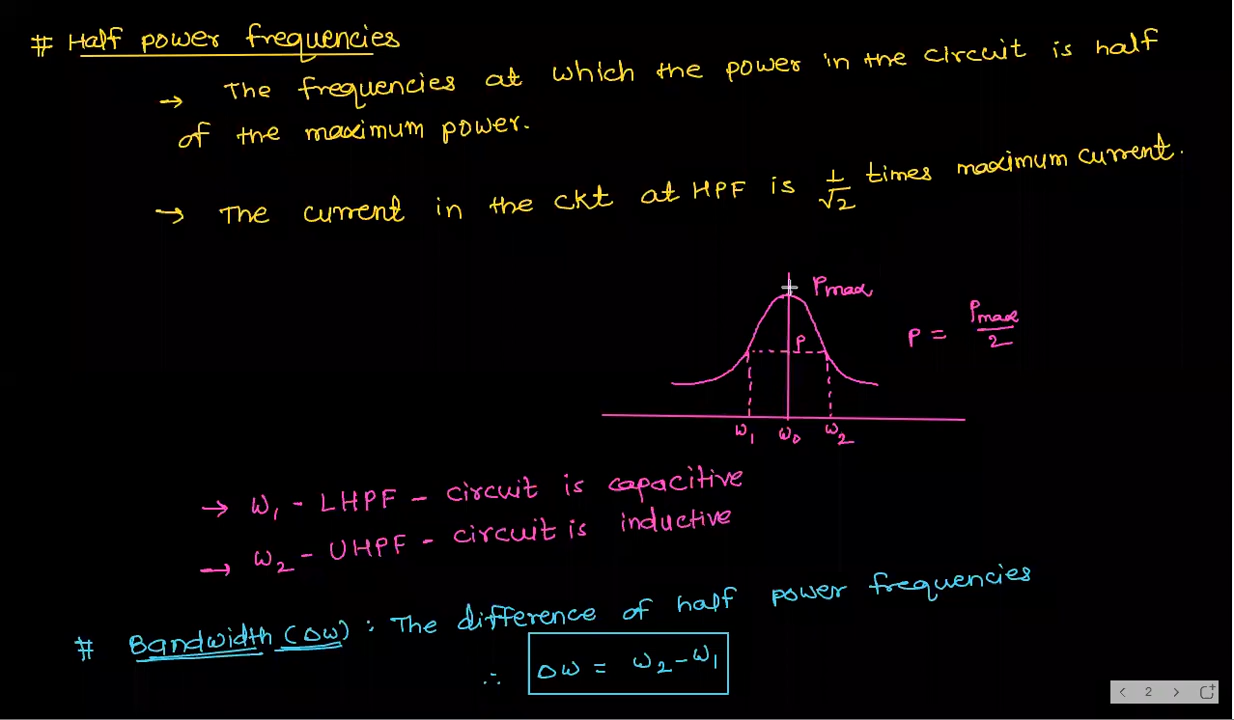 # Half power frequencies
→ The frequencies at which the power in the circuit is half
of the maximum power.
→ The current in the ckt at HPF is 1/√2 times maximum current.
Pmax
P
P = Pmax/2
ω1 ω0 ω2
→ ω1 - LHPF - circuit is capacitive
→ ω2 - UHPF - circuit is inductive
# Bandwidth (Δω) : The difference of half power frequencies
∴ Δω = ω2 - ω1
< 2 >